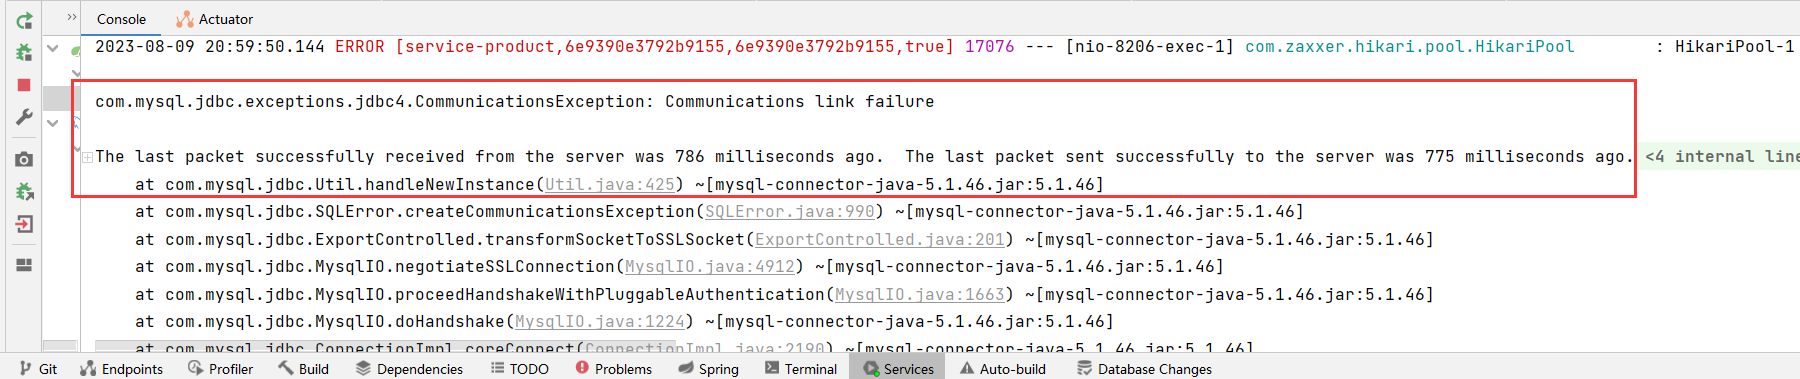 Console
Actuator
2023-08-09 20:59:50.144 ERROR [service-product,6e9390e3792b9155,6e9390e3792b9155,true] 17076 --- [nio-8206-exec-1] com.zaxxer.hikari.pool.HikariPool : HikariPool-1
com.mysql.jdbc.exceptions.jdbc4.CommunicationsException: Communications link failure
The last packet successfully received from the server was 786 milliseconds ago.  The last packet sent successfully to the server was 775 milliseconds ago. <4 internal line
at com.mysql.jdbc.Util.handleNewInstance(Util.java:425) ~[mysql-connector-java-5.1.46.jar:5.1.46]
at com.mysql.jdbc.SQLError.createCommunicationsException(SQLError.java:990) ~[mysql-connector-java-5.1.46.jar:5.1.46]
at com.mysql.jdbc.ExportControlled.transformSocketToSSLSocket(ExportControlled.java:201) ~[mysql-connector-java-5.1.46.jar:5.1.46]
at com.mysql.jdbc.MysqlIO.negotiateSSLConnection(MysqlIO.java:4912) ~[mysql-connector-java-5.1.46.jar:5.1.46]
at com.mysql.jdbc.MysqlIO.proceedHandshakeWithPluggableAuthentication(MysqlIO.java:1663) ~[mysql-connector-java-5.1.46.jar:5.1.46]
at com.mysql.jdbc.MysqlIO.doHandshake(MysqlIO.java:1224) ~[mysql-connector-java-5.1.46.jar:5.1.46]
at com.mysql.jdbc.ConnectionImpl.coreConnect(ConnectionImpl.java:2190) ~[mysql-connector-java-5.1.46.jar:5.1.46]
Git Endpoints Profiler Build Dependencies TODO Problems Spring Terminal Services Auto-build Database Changes